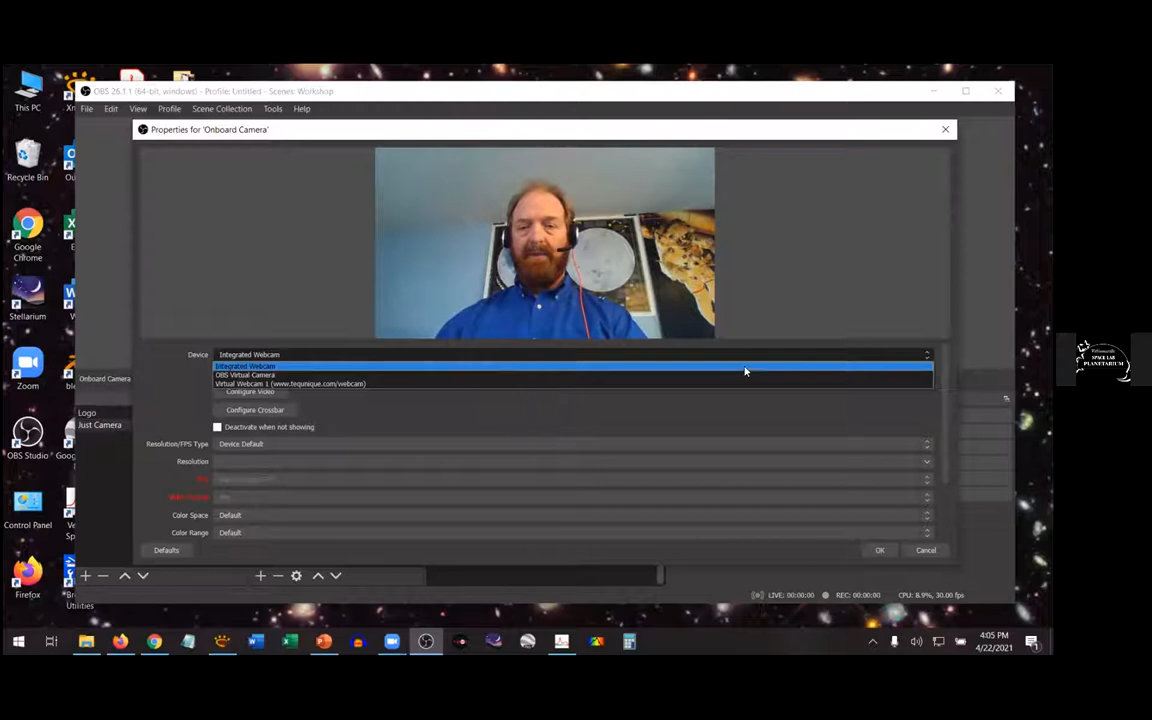 This PC
Recycle Bin
Google
Chrome
Stellarium
Zoom
OBS Studio
Control Panel
Firefox
Utilities
OBS 26.1.1 (64-bit, windows) - Profile: Untitled - Scenes: Workshop
File Edit View Profile Scene Collection Tools Help
Properties for 'Onboard Camera'
Device Integrated Webcam
Integrated Webcam
OBS Virtual Camera
Virtual Webcam 1 (www.tequnique.com/webcam)
Configure Video
Configure Crossbar
Deactivate when not showing
Resolution/FPS Type Device Default
Resolution
Color Space Default
Color Range Default
Defaults OK Cancel
Onboard Camera
Logo
Just Camera
LIVE: 00:00:00 REC: 00:00:00 CPU: 8.9%, 30.00 fps
4:05 PM
4/22/2021
SPACE LAB
PLANETARIUM